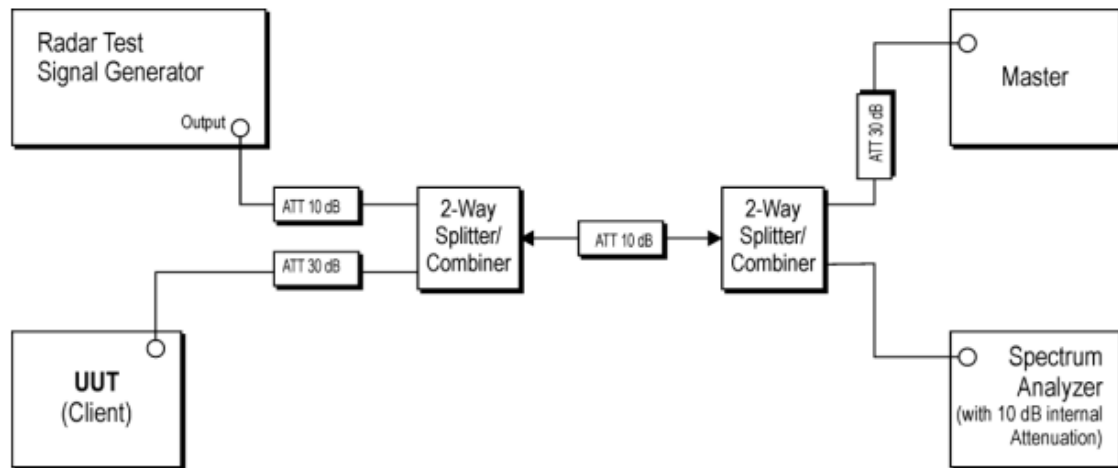 Radar Test
Signal Generator
Output
ATT 10 dB
ATT 30 dB
2-Way
Splitter/
Combiner
ATT 10 dB
2-Way
Splitter/
Combiner
ATT 30 dB
Master
UUT
(Client)
Spectrum
Analyzer
(with 10 dB internal
Attenuation)